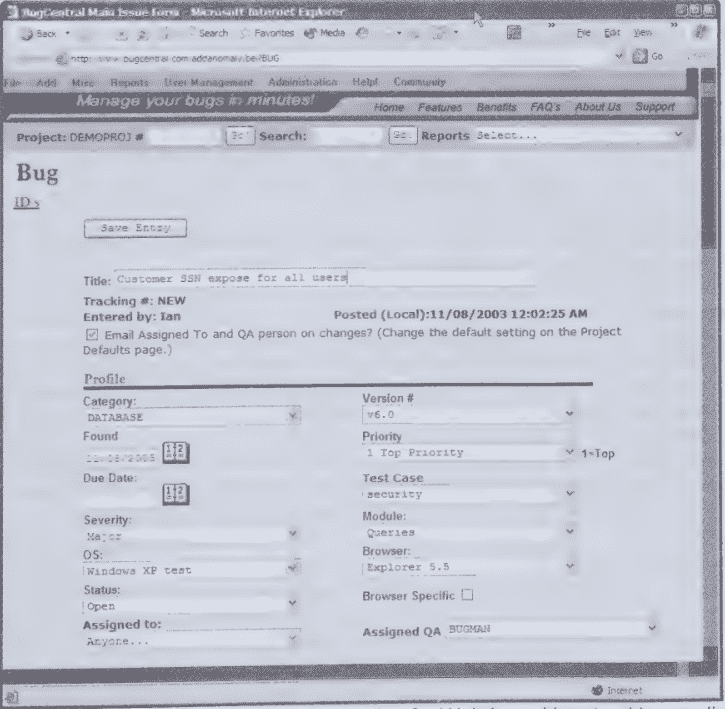 BugCentral Main Issue Form - Microsoft Internet Explorer
Back Search Favorites Media File Edit View
Go
File Add Misc Reports User Management Administration Help! Community
Manage your bugs in minutes! Home Features Benefits FAQ's About Us Support
Project: DEMOPROJ # Go! Search: Go! Reports Select...
Bug
ID s
Save Entry
Title: Customer SSN expose for all users
Tracking #: NEW
Entered by: Ian Posted (Local):11/08/2003 12:02:25 AM
Email Assigned To and QA person on changes? (Change the default setting on the Project
Defaults page.)
Profile
Category: Version #
DATABASE v6.0
Found Priority
1 Top Priority 1=Top
Due Date: Test Case
security
Severity: Module:
Major Queries
OS: Browser:
Windows XP test Explorer 5.5
Status: Browser Specific
Open
Assigned to: Assigned QA BUGMAN
Anyone...
Internet